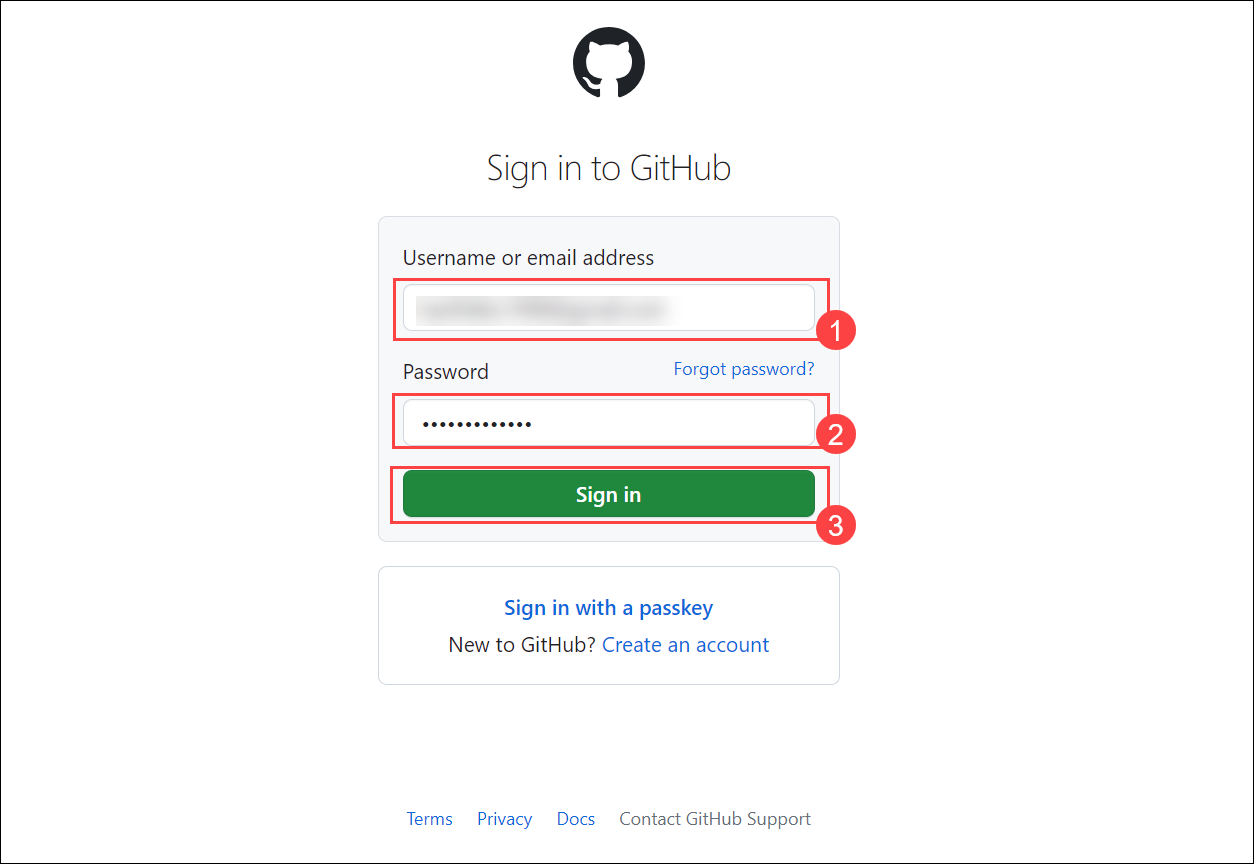 Sign in to GitHub
Username or email address
1
Password Forgot password?
•••••••••••••
2
Sign in
3
Sign in with a passkey
New to GitHub? Create an account
Terms Privacy Docs Contact GitHub Support